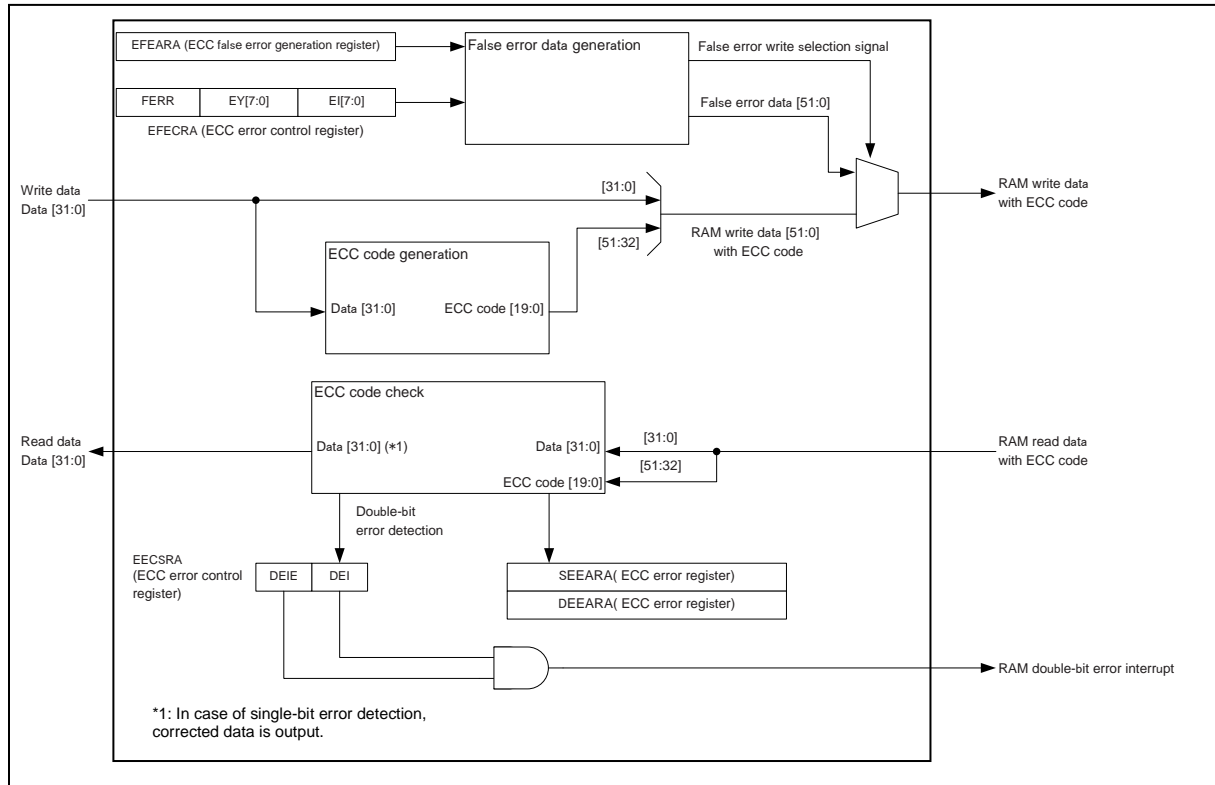 EFEARA (ECC false error generation register)
False error data generation
False error write selection signal
FERR
EY[7:0]
EI[7:0]
False error data [51:0]
EFECRA (ECC error control register)
Write data
Data [31:0]
[31:0]
RAM write data
with ECC code
[51:32]
RAM write data [51:0]
with ECC code
ECC code generation
Data [31:0]
ECC code [19:0]
ECC code check
Read data
Data [31:0]
Data [31:0] (*1)
Data [31:0]
[31:0]
RAM read data
with ECC code
[51:32]
ECC code [19:0]
Double-bit
error detection
EECSRA
(ECC error control
register)
DEIE
DEI
SEEARA( ECC error register)
DEEARA( ECC error register)
RAM double-bit error interrupt
*1: In case of single-bit error detection,
corrected data is output.